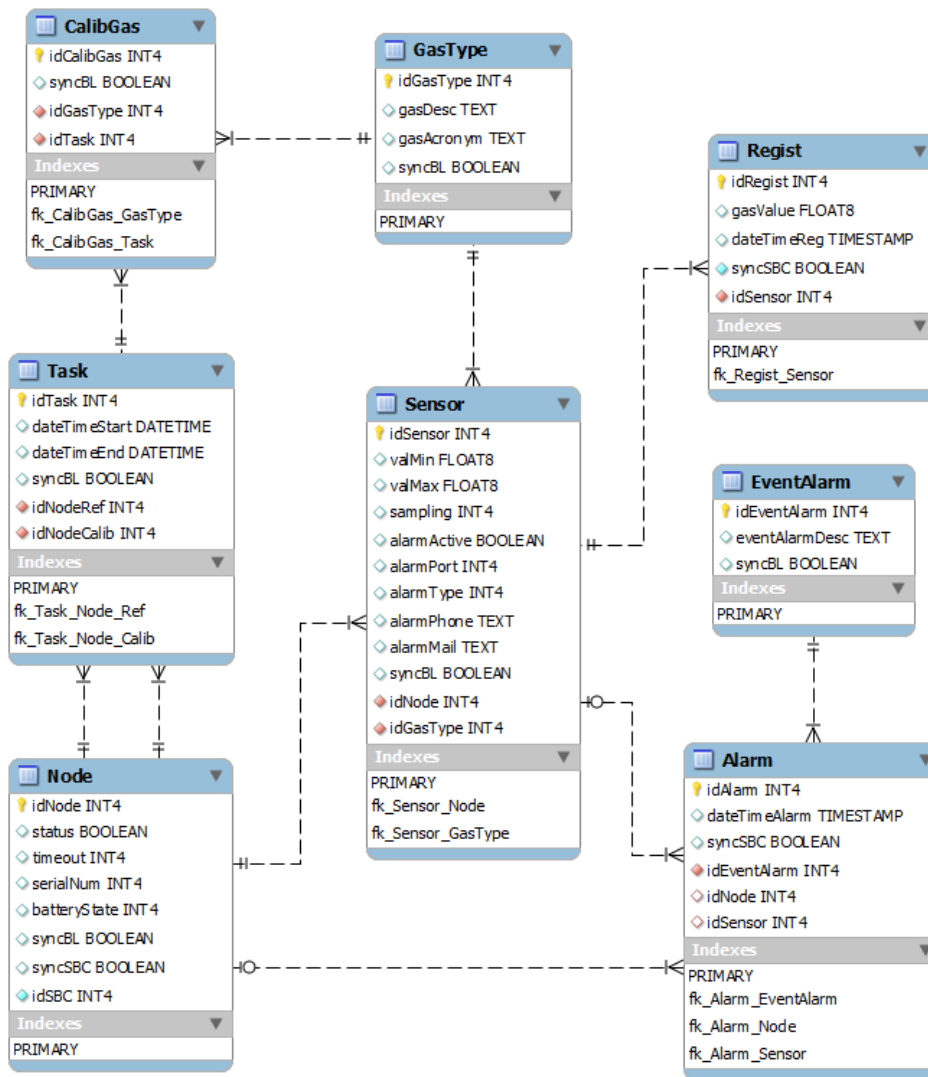 CalibGas
idCalibGas INT4
syncBL BOOLEAN
idGasType INT4
idTask INT4
Indexes
PRIMARY
fk_CalibGas_GasType
fk_CalibGas_Task
GasType
idGasType INT4
gasDesc TEXT
gasAcronym TEXT
syncBL BOOLEAN
Indexes
PRIMARY
Regist
idRegist INT4
gasValue FLOAT8
dateTimeReg TIMESTAMP
syncSBC BOOLEAN
idSensor INT4
Indexes
PRIMARY
fk_Regist_Sensor
Task
idTask INT4
dateTimeStart DATETIME
dateTimeEnd DATETIME
syncBL BOOLEAN
idNodeRef INT4
idNodeCalib INT4
Indexes
PRIMARY
fk_Task_Node_Ref
fk_Task_Node_Calib
Sensor
idSensor INT4
valMin FLOAT8
valMax FLOAT8
sampling INT4
alarmActive BOOLEAN
alarmPort INT4
alarmType INT4
alarmPhone TEXT
alarmMail TEXT
syncBL BOOLEAN
idNode INT4
idGasType INT4
Indexes
PRIMARY
fk_Sensor_Node
fk_Sensor_GasType
EventAlarm
idEventAlarm INT4
eventAlarmDesc TEXT
syncBL BOOLEAN
Indexes
PRIMARY
Node
idNode INT4
status BOOLEAN
timeout INT4
serialNum INT4
batteryState INT4
syncBL BOOLEAN
syncSBC BOOLEAN
idSBC INT4
Indexes
PRIMARY
Alarm
idAlarm INT4
dateTimeAlarm TIMESTAMP
syncSBC BOOLEAN
idEventAlarm INT4
idNode INT4
idSensor INT4
Indexes
PRIMARY
fk_Alarm_EventAlarm
fk_Alarm_Node
fk_Alarm_Sensor